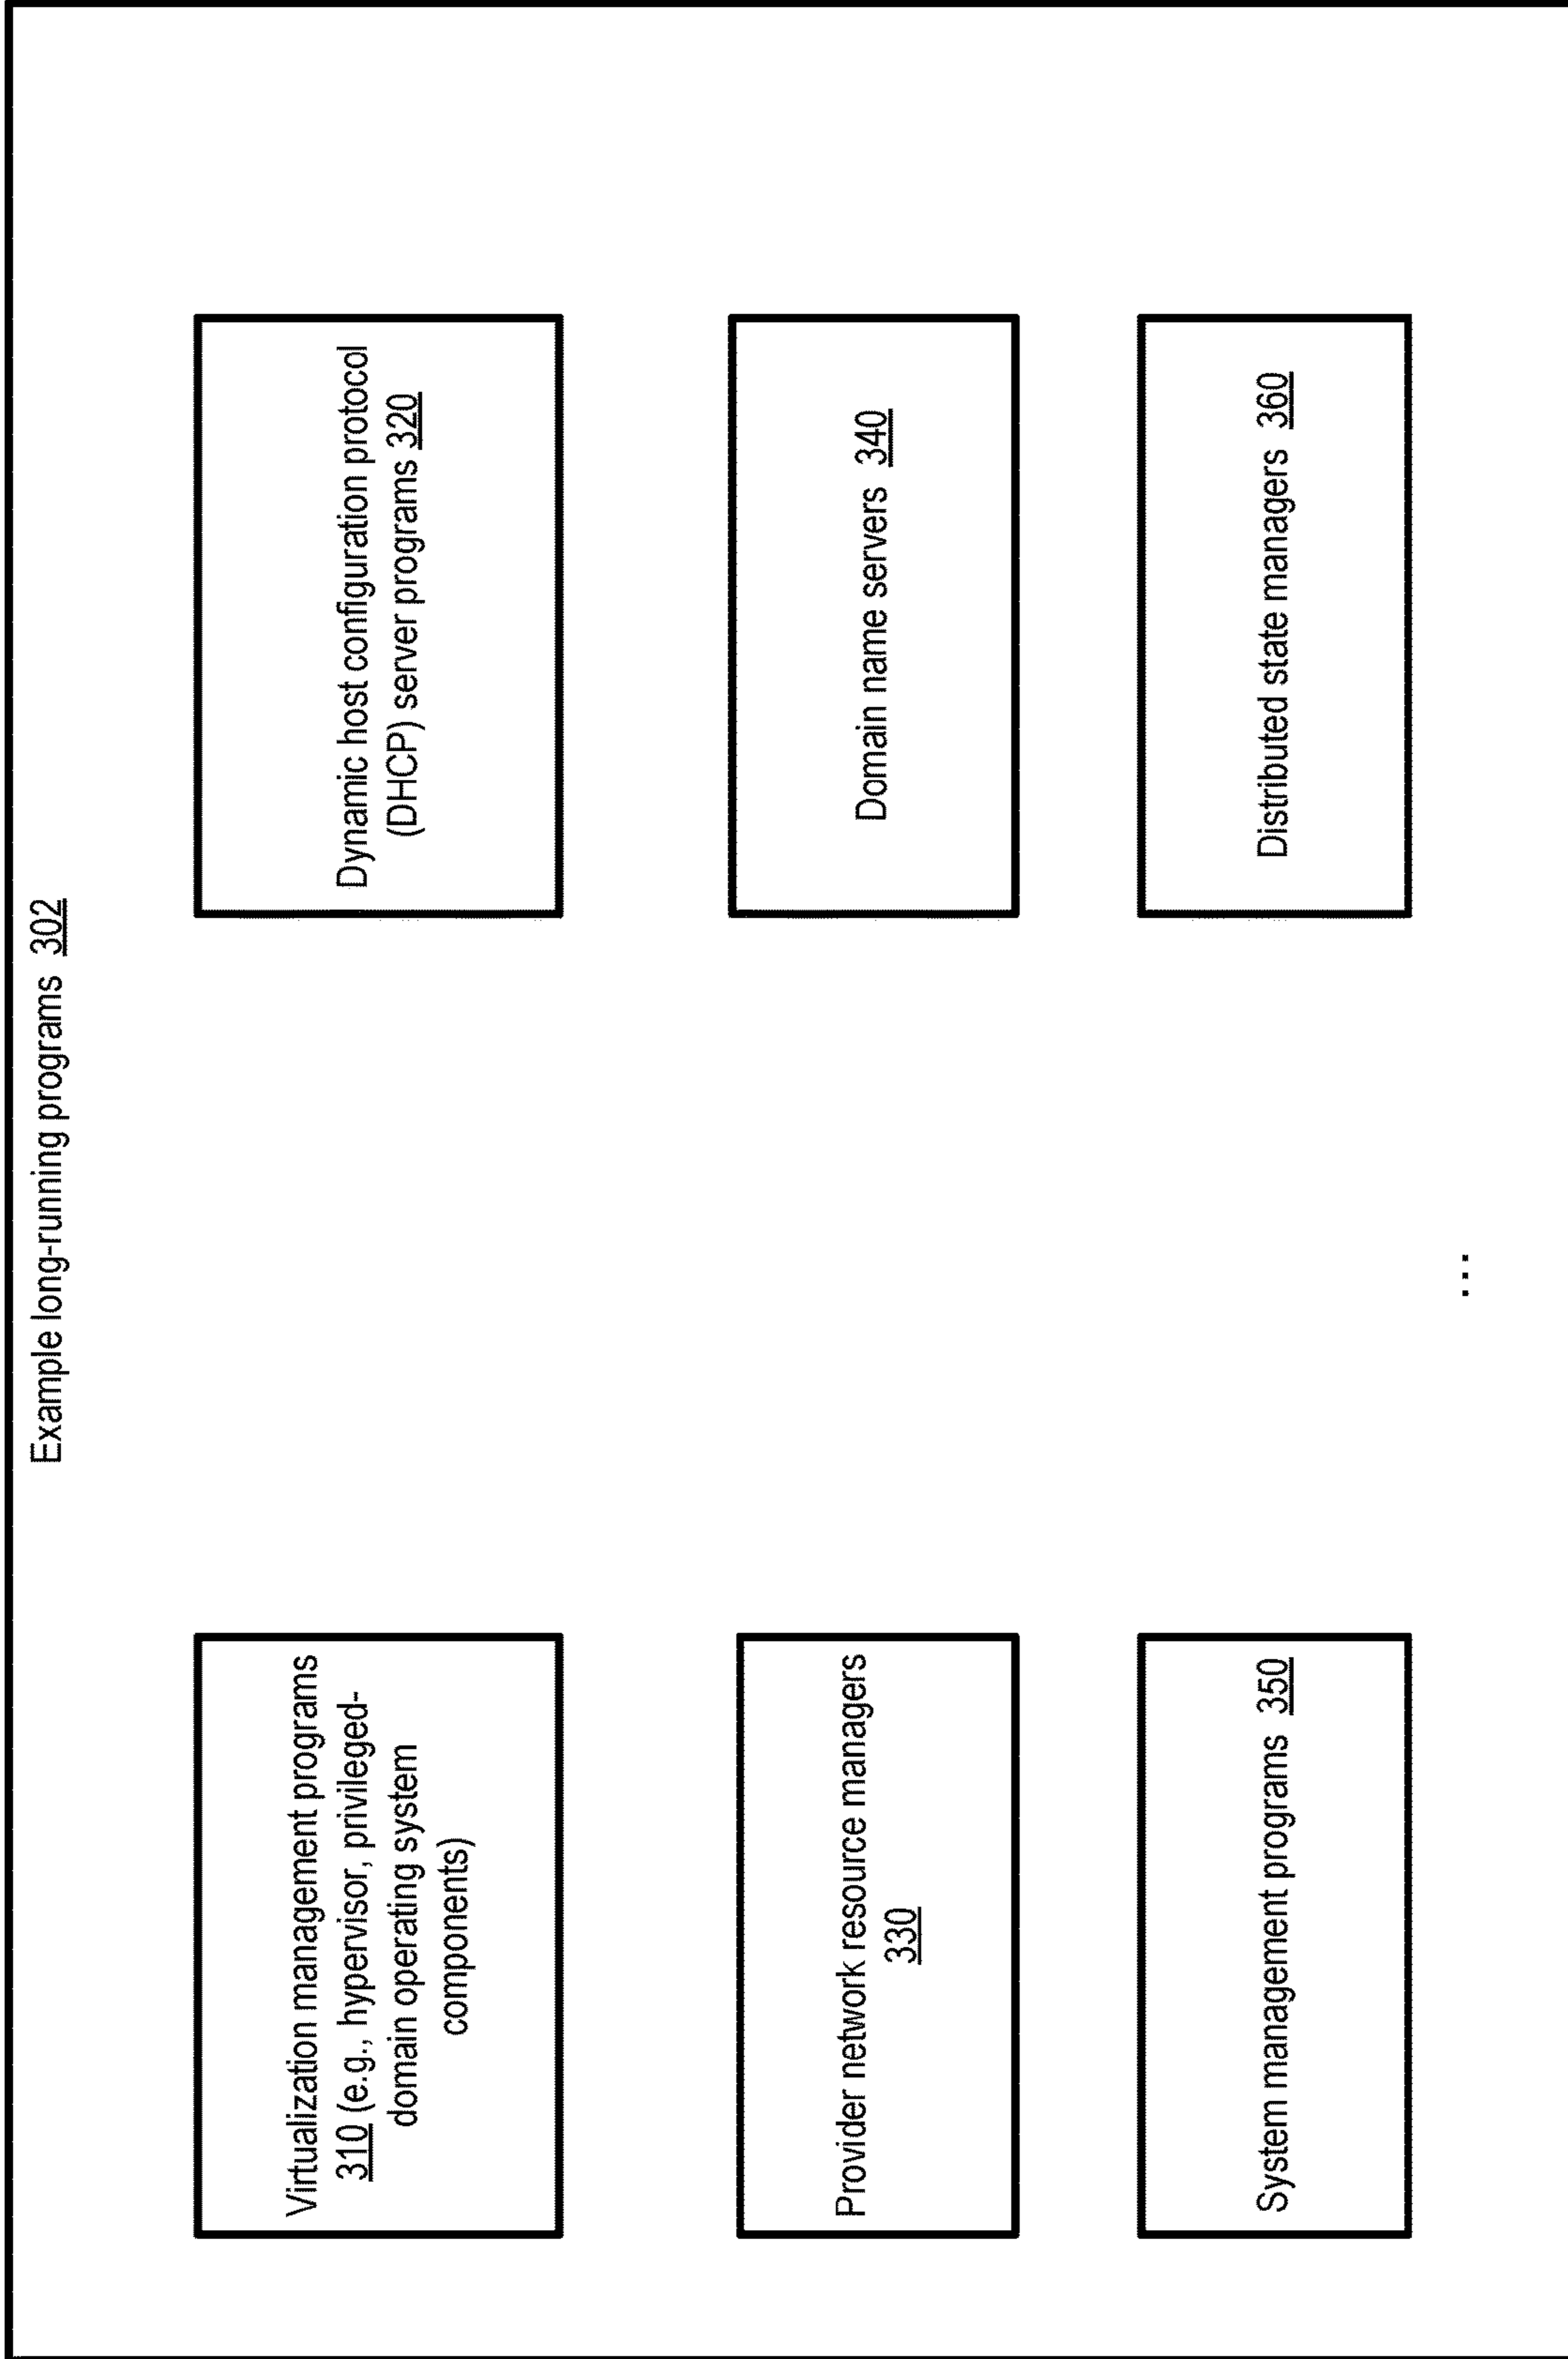 Example long-running programs 302
Virtualization management programs
310 (e.g., hypervisor, privileged-
domain operating system
components)
Dynamic host configuration protocol
(DHCP) server programs 320
Provider network resource managers
330
Domain name servers 340
System management programs 350
Distributed state managers 360
...